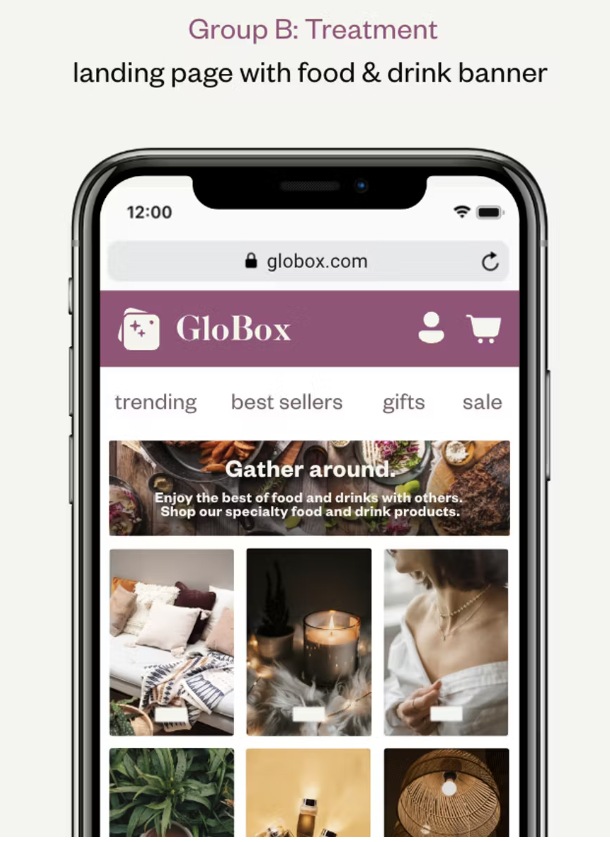 Group B: Treatment
landing page with food & drink banner
12:00
globox.com
GloBox
trending best sellers gifts sale
Gather around.
Enjoy the best of food and drinks with others.
Shop our specialty food and drink products.